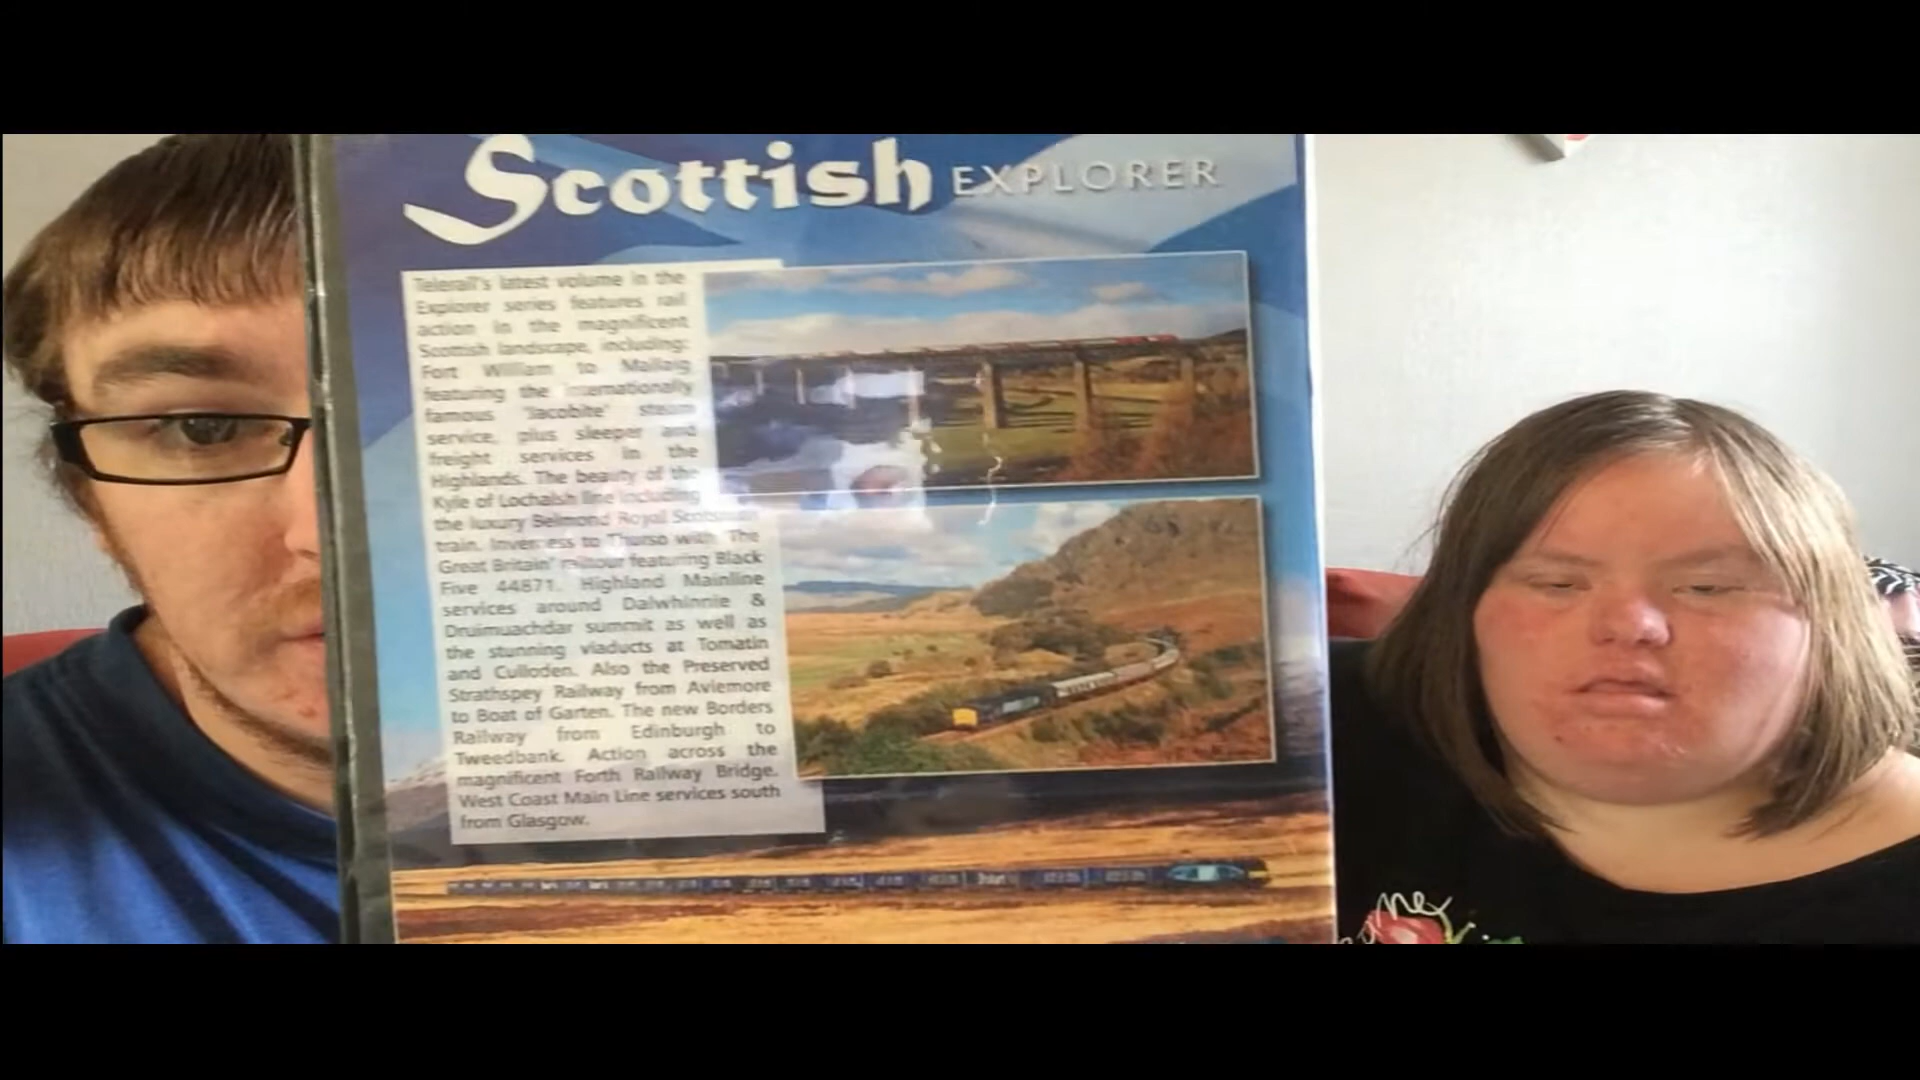 Scottish EXPLORER
Telerail's latest volume in the
Explorer series features rail
action in the magnificent
Scottish landscape, including:
Fort William to Mallaig
featuring the internationally
famous 'Jacobite' steam
service, plus sleeper and
freight services in the
Highlands. The beauty of the
Kyle of Lochalsh line including
the luxury Belmond Royal Scotsman
train. Inverness to Thurso with 'The
Great Britain' railtour featuring Black
Five 44871. Highland Mainline
services around Dalwhinnie &
Druimuachdar summit as well as
the stunning viaducts at Tomatin
and Culloden. Also the Preserved
Strathspey Railway from Aviemore
to Boat of Garten. The new Borders
Railway from Edinburgh to
Tweedbank. Action across the
magnificent Forth Railway Bridge.
West Coast Main Line services south
from Glasgow.